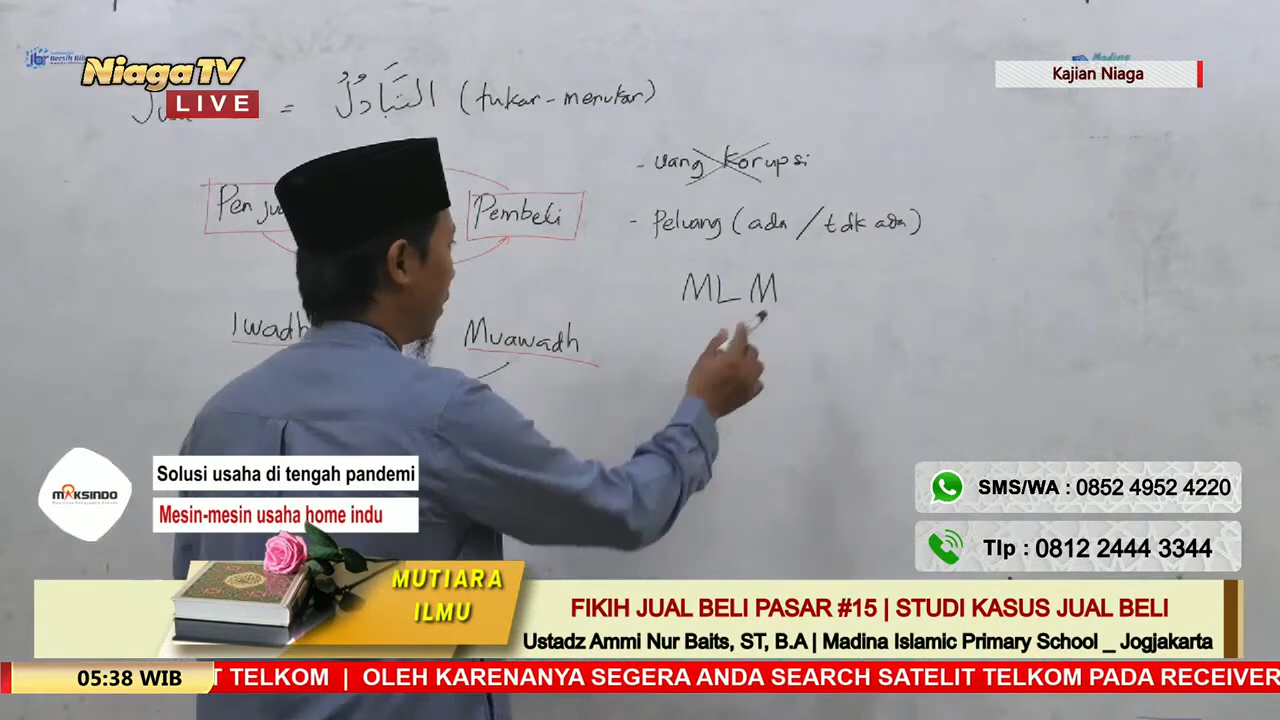 NiagaTV
LIVE
Kajian Niaga
= التَّبَادُلُ (tukar-menukar)
- uang korupsi
Pembeli
- Peluang (ada / tdk ada)
MLM
Iwadh
Muawadh
MAKSINDO
Solusi usaha di tengah pandemi
Mesin-mesin usaha home indu
SMS/WA : 0852 4952 4220
Tlp : 0812 2444 3344
MUTIARA
ILMU
FIKIH JUAL BELI PASAR #15 | STUDI KASUS JUAL BELI
Ustadz Ammi Nur Baits, ST, B.A | Madina Islamic Primary School _ Jogjakarta
05:38 WIB
T TELKOM | OLEH KARENANYA SEGERA ANDA SEARCH SATELIT TELKOM PADA RECEIVER